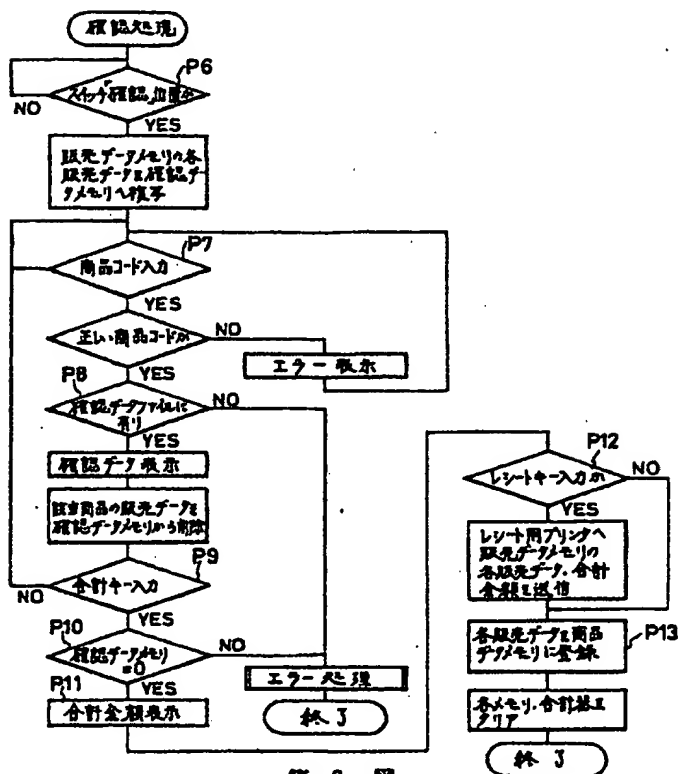 確認処理
P6
スイッチ「確認」位置か
NO
YES
販売データメモリの各
販売データを確認デー
タメモリへ複写
P7
商品コード入力
YES
正しい商品コードか
NO
YES
エラー表示
P8
確認データファイルに
有り
NO
YES
確認データ表示
該当商品の販売データを
確認データメモリから削除
P9
合計キー入力
NO
YES
P10
確認データメモリ
=0
NO
YES
エラー処理
P11
合計金額表示
終了
P12
レシートキー入力か
NO
YES
レシート用プリンタへ
販売データメモリの
各販売データ、合計
金額を送信
P13
各販売データを商品
データメモリに登録
各メモリ、合計器エ
クリア
終了